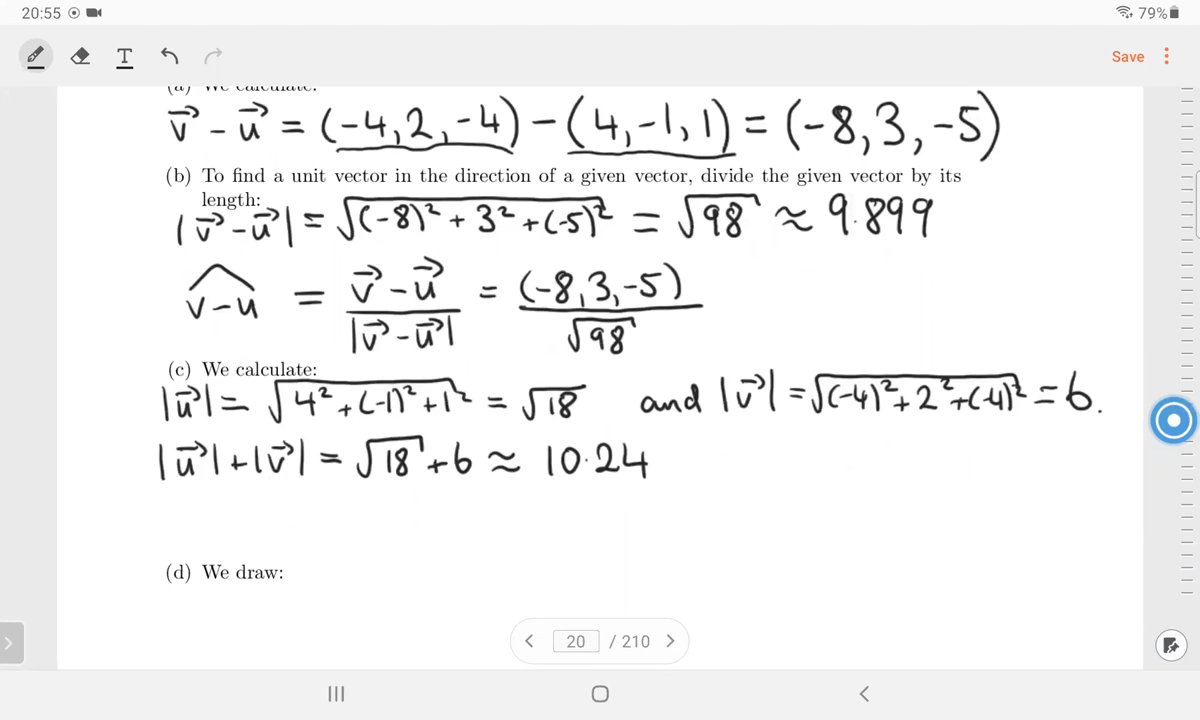 20:55 79%
T Save
(a) We calculate:
v⃗ - u⃗ = (-4,2,-4) - (4,-1,1) = (-8,3,-5)
(b) To find a unit vector in the direction of a given vector, divide the given vector by its
length:
|v⃗ - u⃗| = √((-8)² + 3² + (-5)²) = √98 ≈ 9.899
v-u^ = (v⃗ - u⃗)/|v⃗ - u⃗| = (-8,3,-5)/√98
(c) We calculate:
|u⃗| = √(4² + (-1)² + 1²) = √18 and |v⃗| = √((-4)² + 2² + (-4)²) = 6.
|u⃗| + |v⃗| = √18 + 6 ≈ 10.24
(d) We draw:
20 / 210